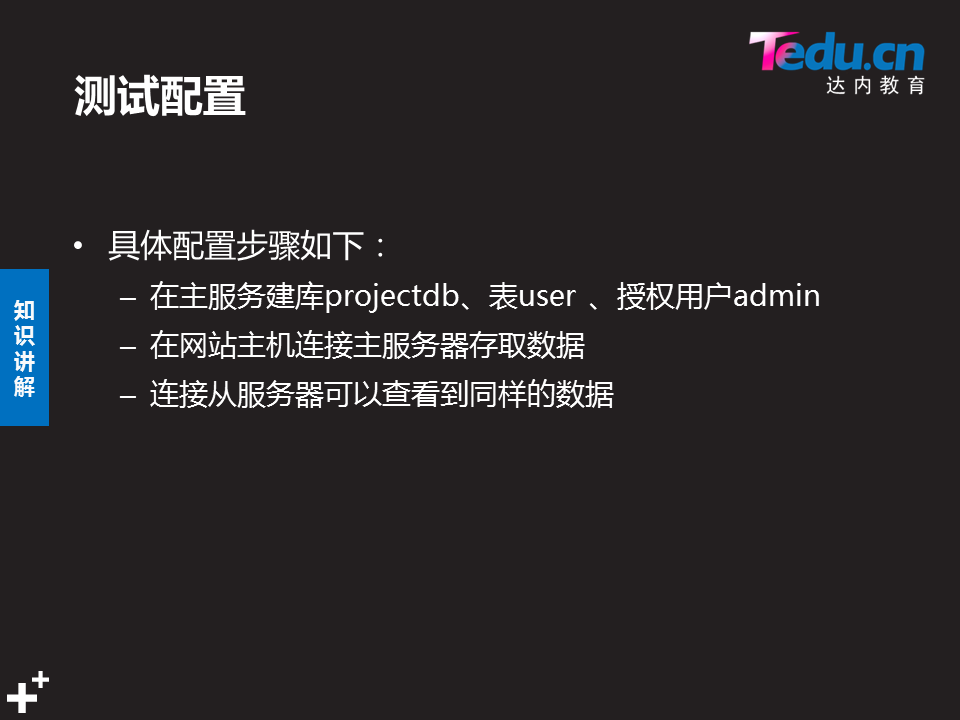 Tedu.cn
达内教育
测试配置
• 具体配置步骤如下：
– 在主服务建库projectdb、表user 、授权用户admin
– 在网站主机连接主服务器存取数据
– 连接从服务器可以查看到同样的数据
知
识
讲
解